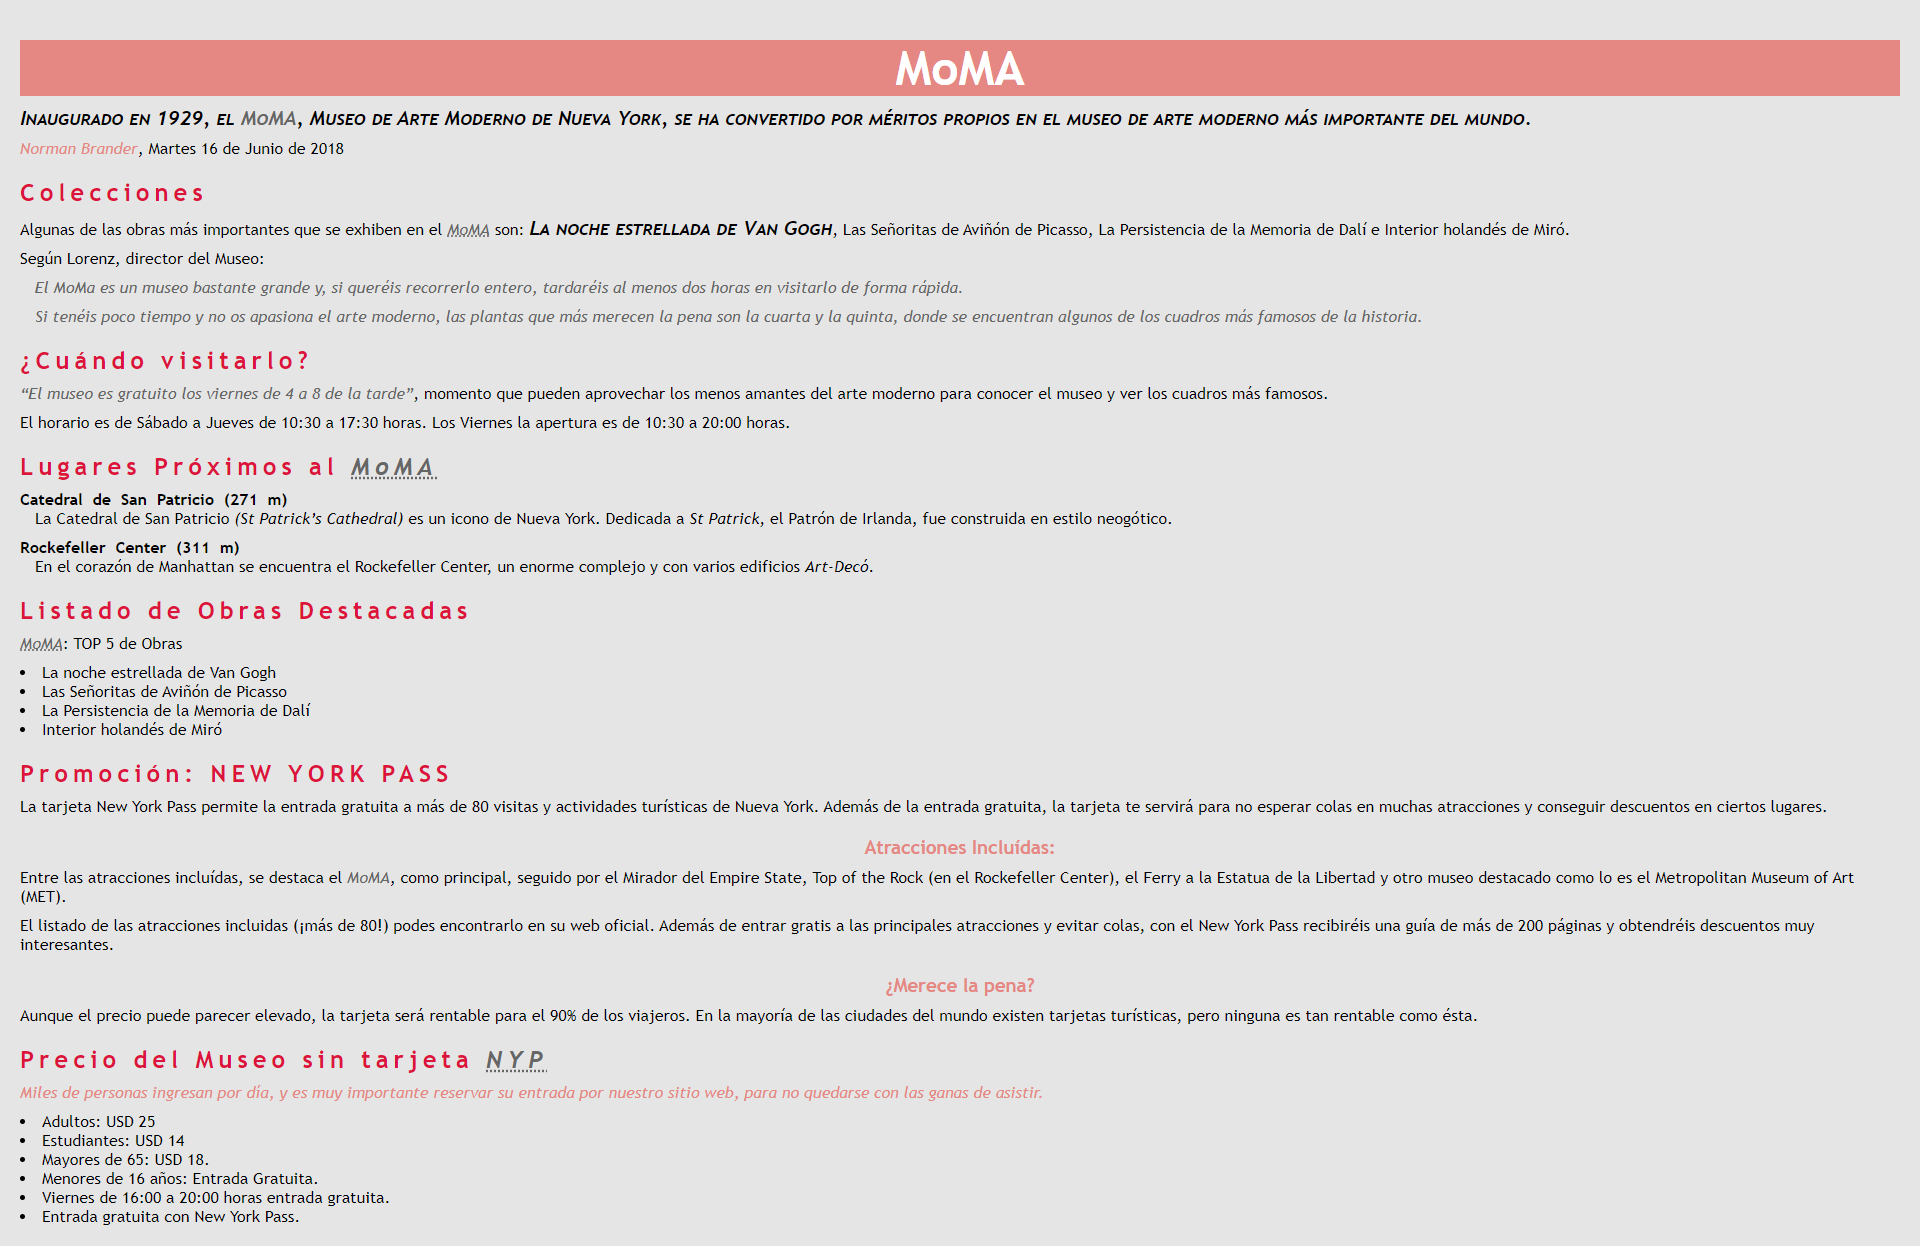 MoMA
Inaugurado en 1929, el MoMA, Museo de Arte Moderno de Nueva York, se ha convertido por méritos propios en el museo de arte moderno más importante del mundo.
Norman Brander, Martes 16 de Junio de 2018
Colecciones
Algunas de las obras más importantes que se exhiben en el MoMA son: La noche estrellada de Van Gogh, Las Señoritas de Aviñón de Picasso, La Persistencia de la Memoria de Dalí e Interior holandés de Miró.
Según Lorenz, director del Museo:
El MoMa es un museo bastante grande y, si queréis recorrerlo entero, tardaréis al menos dos horas en visitarlo de forma rápida.
Si tenéis poco tiempo y no os apasiona el arte moderno, las plantas que más merecen la pena son la cuarta y la quinta, donde se encuentran algunos de los cuadros más famosos de la historia.
¿Cuándo visitarlo?
“El museo es gratuito los viernes de 4 a 8 de la tarde”, momento que pueden aprovechar los menos amantes del arte moderno para conocer el museo y ver los cuadros más famosos.
El horario es de Sábado a Jueves de 10:30 a 17:30 horas. Los Viernes la apertura es de 10:30 a 20:00 horas.
Lugares Próximos al MoMA
Catedral de San Patricio (271 m)
La Catedral de San Patricio (St Patrick’s Cathedral) es un icono de Nueva York. Dedicada a St Patrick, el Patrón de Irlanda, fue construida en estilo neogótico.
Rockefeller Center (311 m)
En el corazón de Manhattan se encuentra el Rockefeller Center, un enorme complejo y con varios edificios Art-Decó.
Listado de Obras Destacadas
MoMA: TOP 5 de Obras
• La noche estrellada de Van Gogh
• Las Señoritas de Aviñón de Picasso
• La Persistencia de la Memoria de Dalí
• Interior holandés de Miró
Promoción: NEW YORK PASS
La tarjeta New York Pass permite la entrada gratuita a más de 80 visitas y actividades turísticas de Nueva York. Además de la entrada gratuita, la tarjeta te servirá para no esperar colas en muchas atracciones y conseguir descuentos en ciertos lugares.
Atracciones Incluídas:
Entre las atracciones incluídas, se destaca el MoMA, como principal, seguido por el Mirador del Empire State, Top of the Rock (en el Rockefeller Center), el Ferry a la Estatua de la Libertad y otro museo destacado como lo es el Metropolitan Museum of Art
(MET).
El listado de las atracciones incluidas (¡más de 80!) podes encontrarlo en su web oficial. Además de entrar gratis a las principales atracciones y evitar colas, con el New York Pass recibiréis una guía de más de 200 páginas y obtendréis descuentos muy
interesantes.
¿Merece la pena?
Aunque el precio puede parecer elevado, la tarjeta será rentable para el 90% de los viajeros. En la mayoría de las ciudades del mundo existen tarjetas turísticas, pero ninguna es tan rentable como ésta.
Precio del Museo sin tarjeta NYP
Miles de personas ingresan por día, y es muy importante reservar su entrada por nuestro sitio web, para no quedarse con las ganas de asistir.
• Adultos: USD 25
• Estudiantes: USD 14
• Mayores de 65: USD 18.
• Menores de 16 años: Entrada Gratuita.
• Viernes de 16:00 a 20:00 horas entrada gratuita.
• Entrada gratuita con New York Pass.